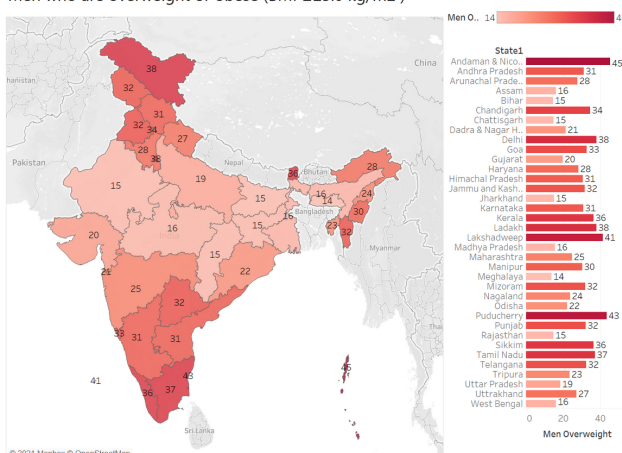 38
China
32
31
32
34
27
28
38
Pakistan
Nepal
36
Bhutan
28
15
19
15
16
14
24
Bangladesh
30
16
15
16
23
32
20
15
22
Myanmar
21
25
32
33
31
31
43
41
36
37
45
Sri Lanka
Men O.. 14
State1
Andaman & Nico.. 45
Andhra Pradesh 31
Arunachal Prade.. 28
Assam 16
Bihar 15
Chandigarh 34
Chattisgarh 15
Dadra & Nagar H.. 21
Delhi 38
Goa 33
Gujarat 20
Haryana 28
Himachal Pradesh 31
Jammu and Kash.. 32
Jharkhand 15
Karnataka 31
Kerala 36
Ladakh 38
Lakshadweep 41
Madhya Pradesh 16
Maharashtra 25
Manipur 30
Meghalaya 14
Mizoram 32
Nagaland 24
Odisha 22
Puducherry 43
Punjab 32
Rajasthan 15
Sikkim 36
Tamil Nadu 37
Telangana 32
Tripura 23
Uttar Pradesh 19
Uttrakhand 27
West Bengal 16
0 20 40
Men Overweight